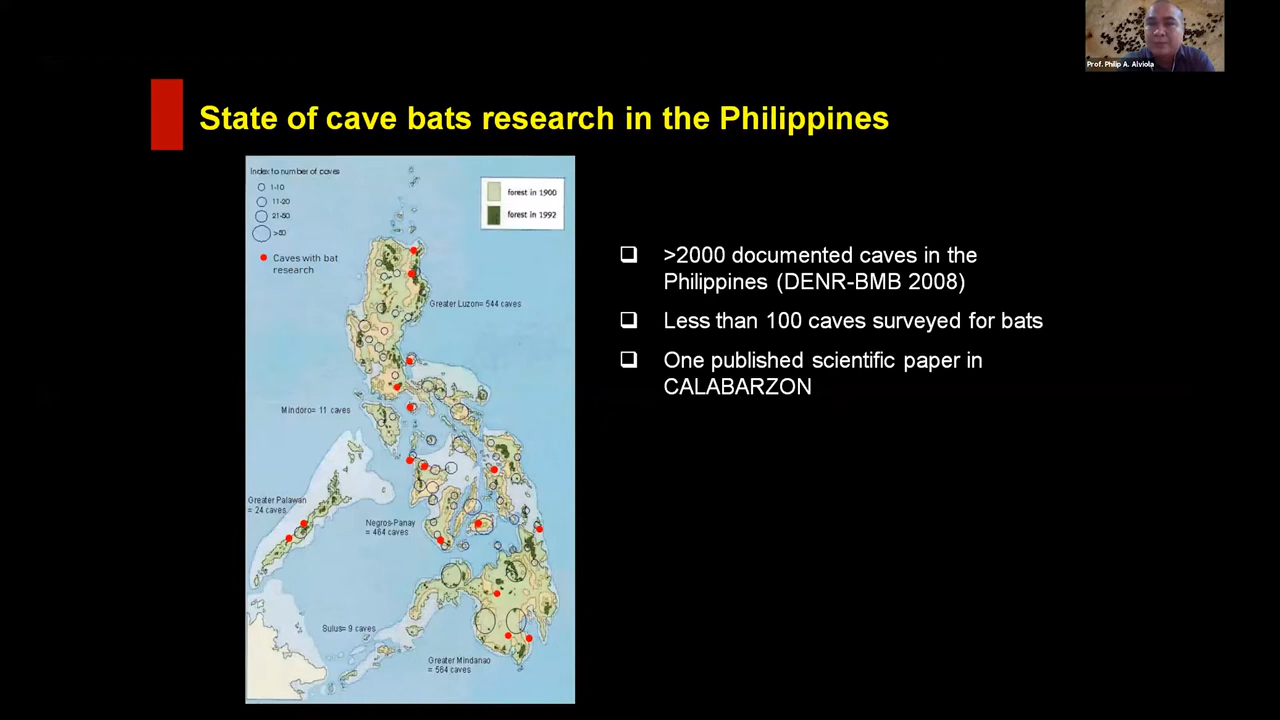 Prof. Philip A. Alviola
State of cave bats research in the Philippines
Index to number of caves
1-10
11-20
21-50
>50
Caves with bat
research
forest in 1900
forest in 1992
Greater Luzon= 544 caves
Mindoro= 11 caves
Greater Palawan
= 24 caves
Negros-Panay
= 464 caves
Sulus= 9 caves
Greater Mindanao
= 564 caves
>2000 documented caves in the
Philippines (DENR-BMB 2008)
Less than 100 caves surveyed for bats
One published scientific paper in
CALABARZON